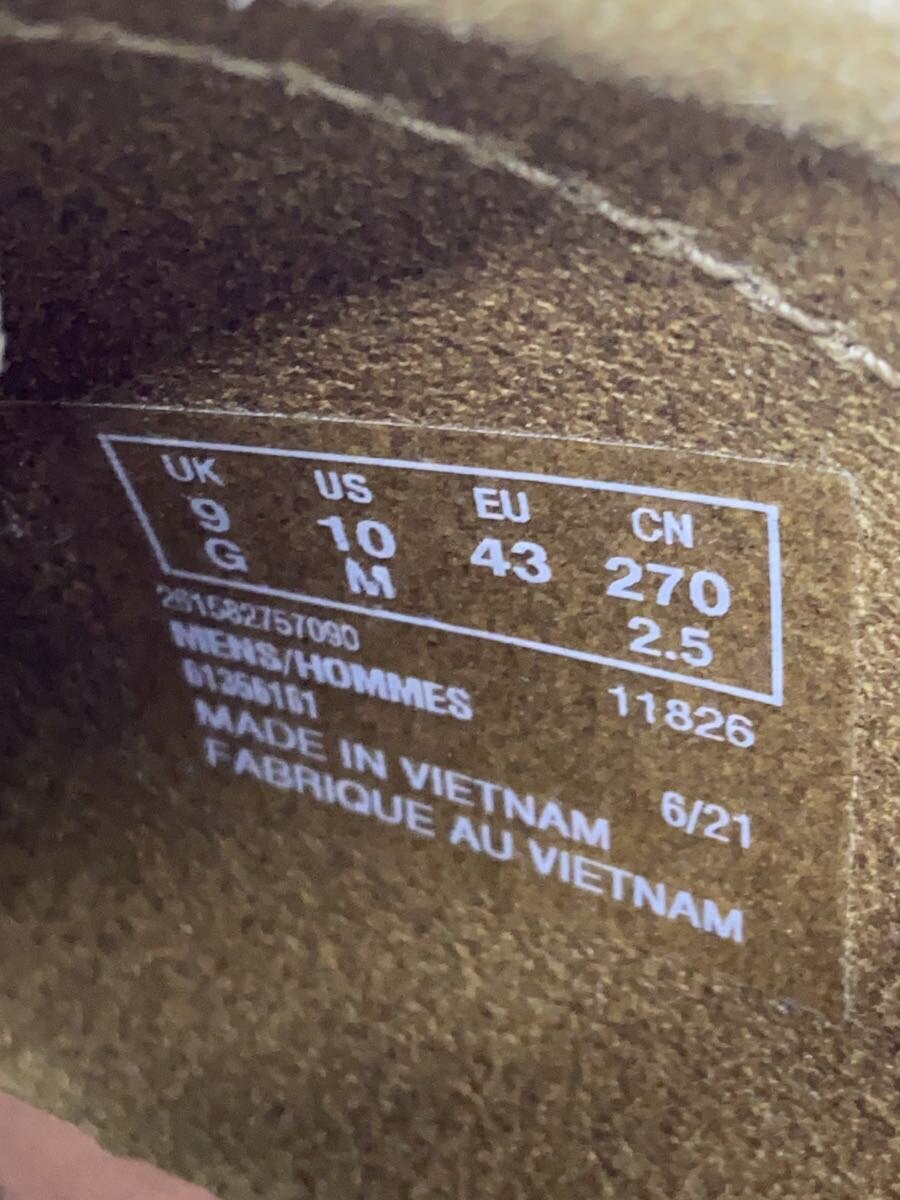 UK US EU CN
9 10 43 270
G M 2.5
261582757090
MENS/HOMMES 11826
MADE IN VIETNAM 6/21
FABRIQUE AU VIETNAM